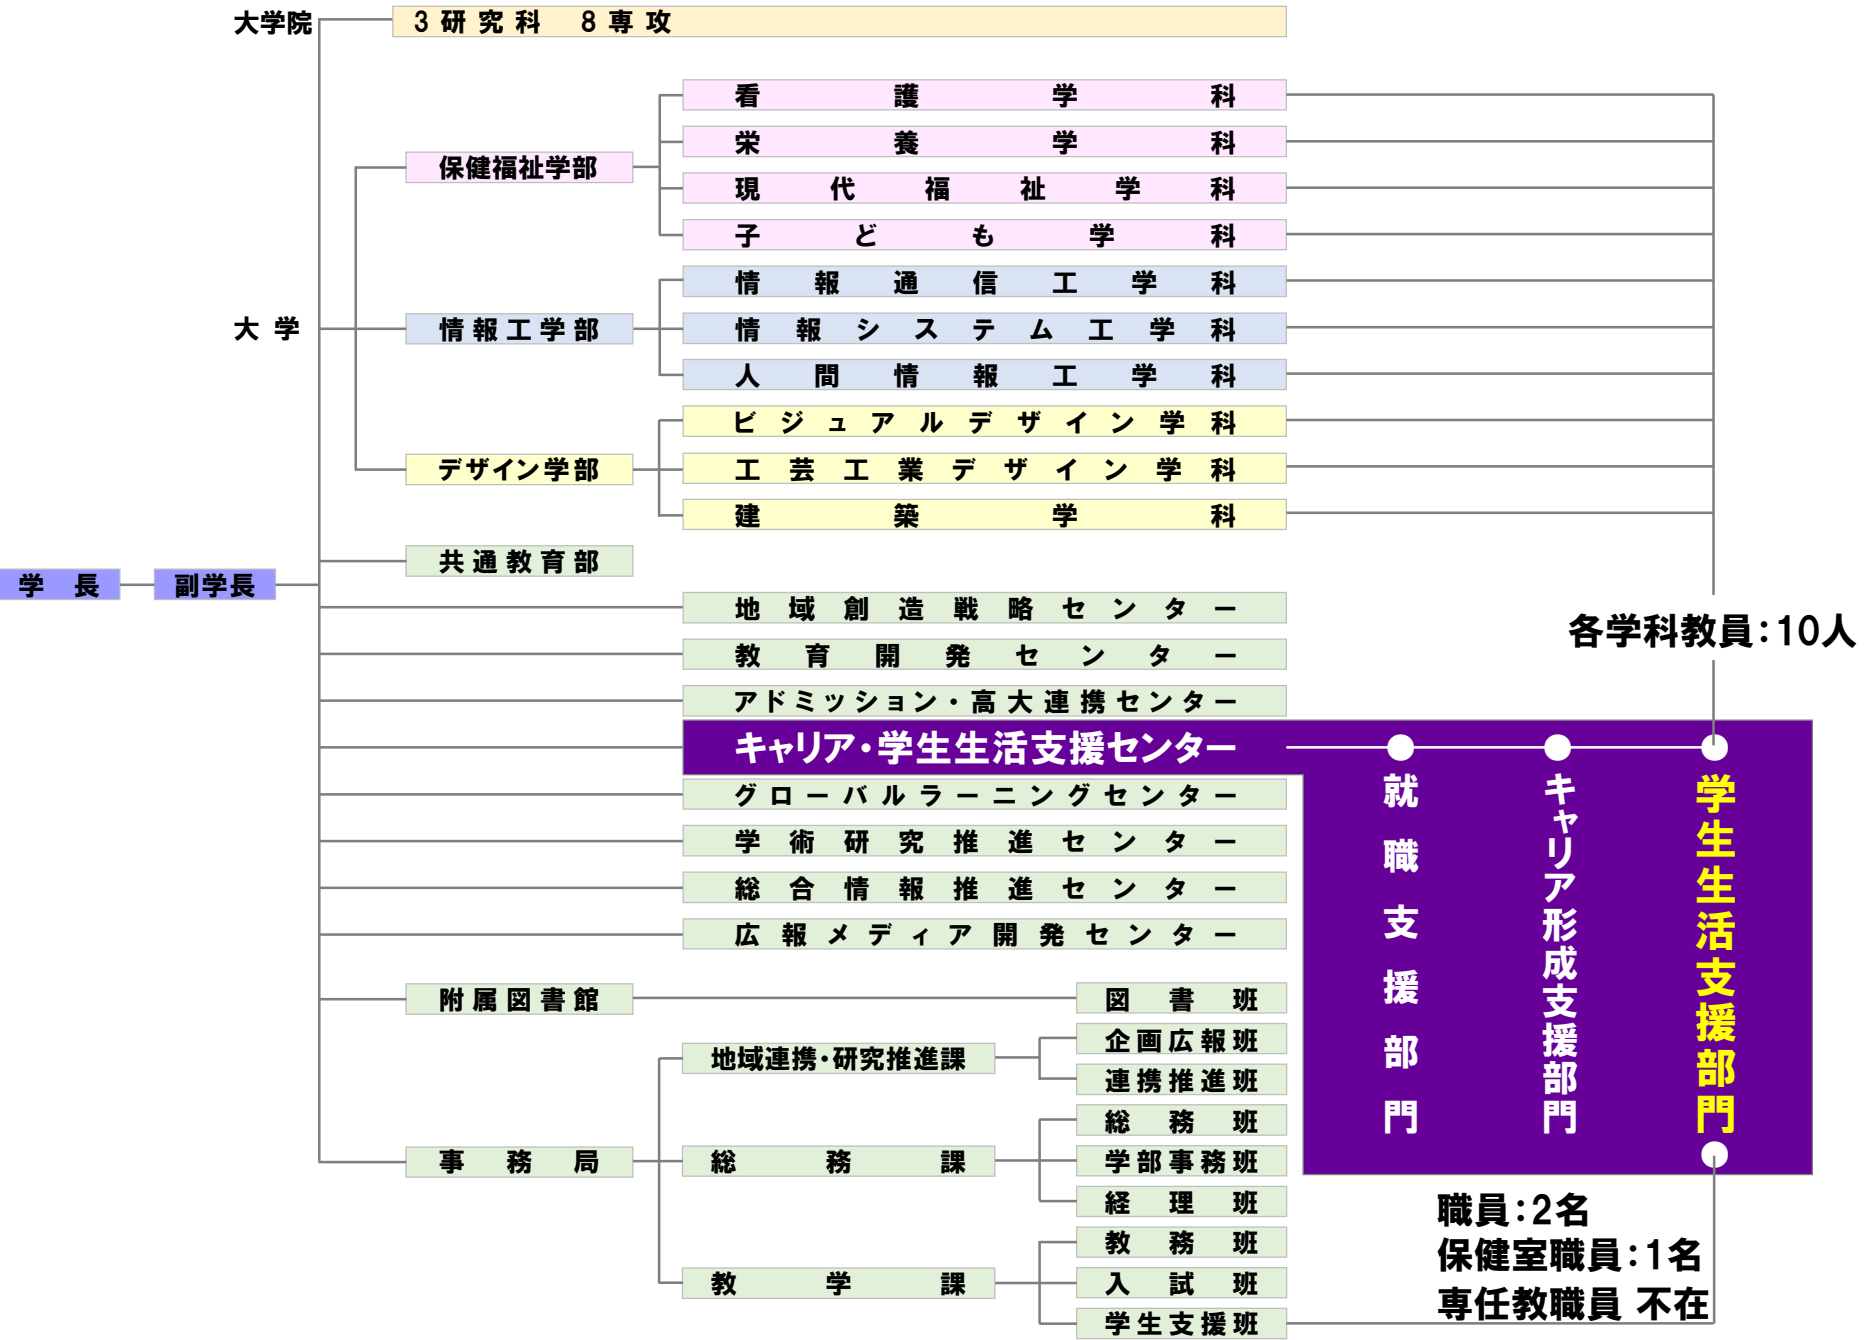 大学院
3研究科 8専攻
看護学科
栄養学科
保健福祉学部
現代福祉学科
子ども学科
情報通信工学科
大学
情報工学部
情報システム工学科
人間情報工学科
ビジュアルデザイン学科
デザイン学部
工芸工業デザイン学科
建築学科
共通教育部
学長
副学長
地域創造戦略センター
各学科教員：10人
教育開発センター
アドミッション・高大連携センター
キャリア・学生生活支援センター
就職支援部門
キャリア形成支援部門
学生生活支援部門
グローバルラーニングセンター
学術研究推進センター
総合情報推進センター
広報メディア開発センター
附属図書館
図書班
地域連携・研究推進課
企画広報班
連携推進班
事務局
総務課
総務班
学部事務班
経理班
教学課
教務班
入試班
学生支援班
職員：2名
保健室職員：1名
専任教職員 不在